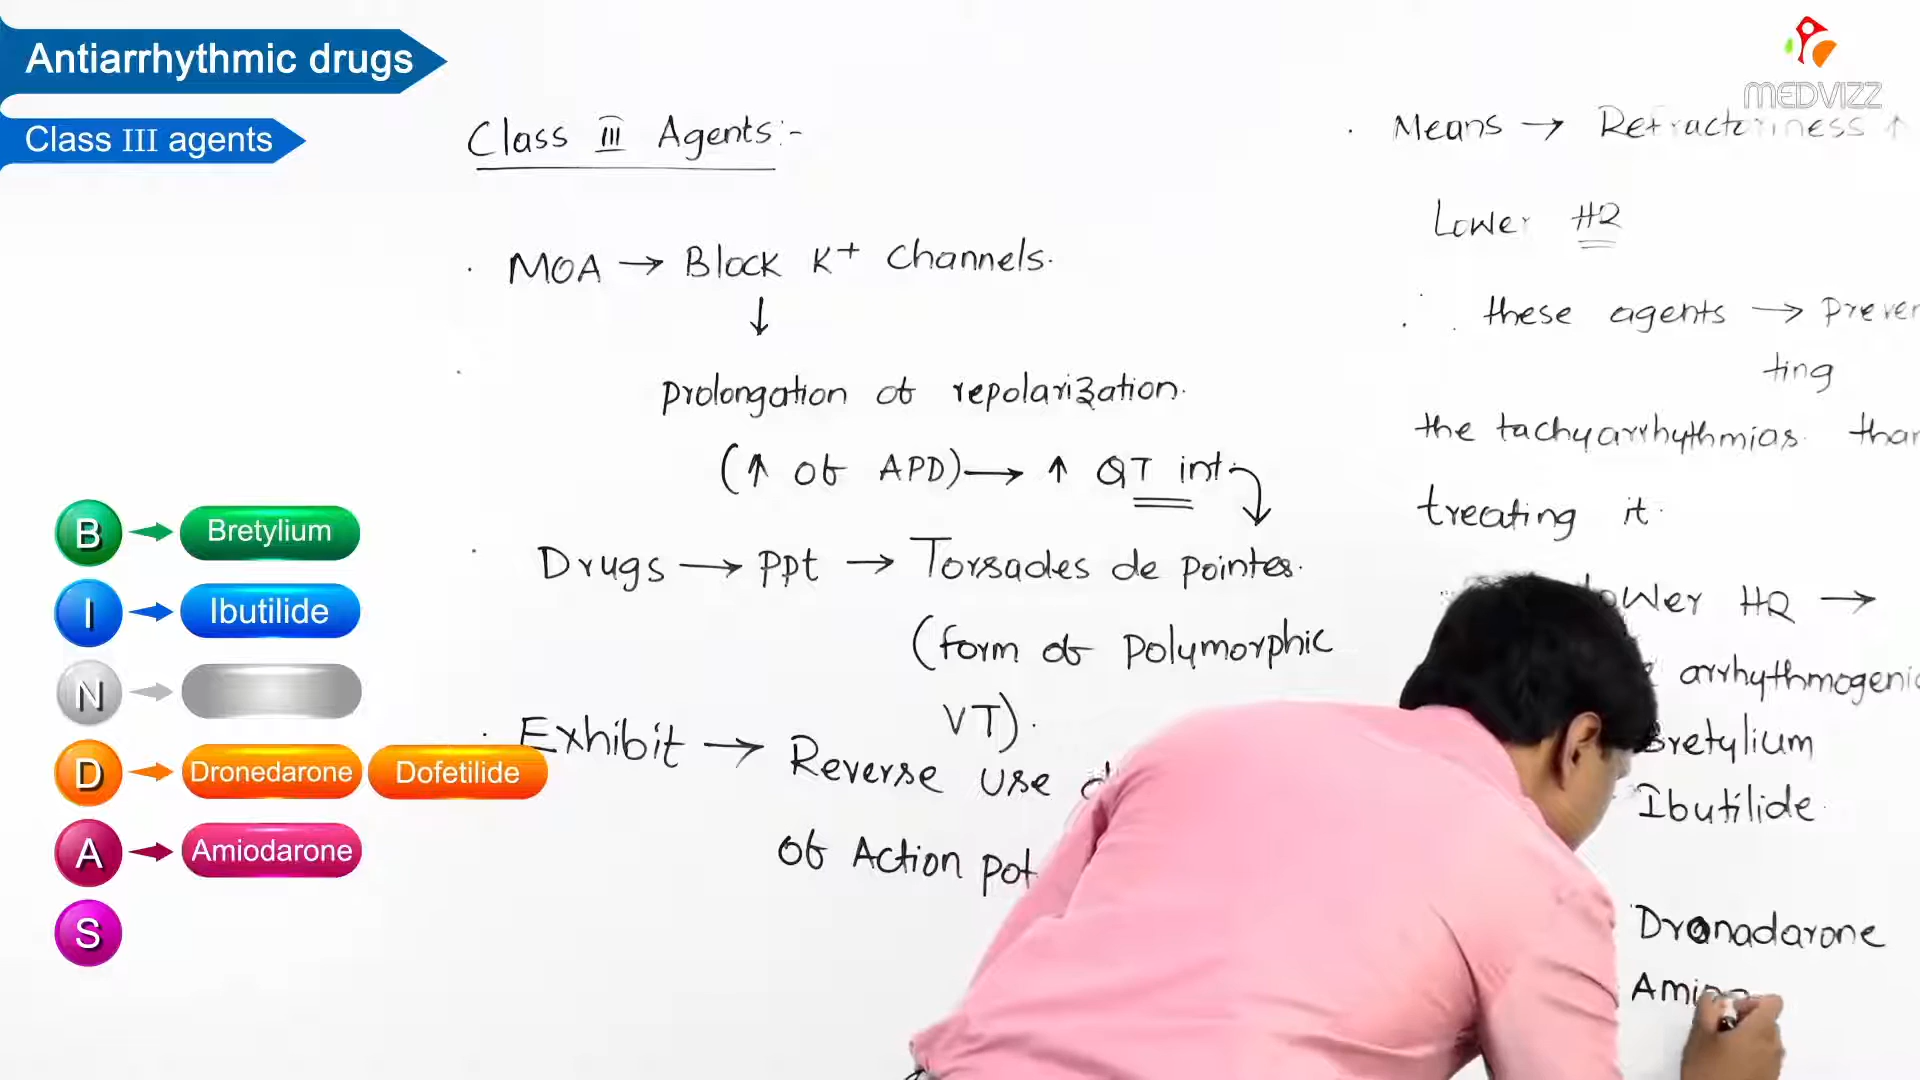 Antiarrhythmic drugs
Class III agents
MEDVIZZ
Class III Agents:-
. MOA → Block K+ Channels.
↓
prolongation of repolarization.
(↑ of APD) → ↑ QT int.
Drugs → PPt → Torsades de pointes.
(form of polymorphic
VT).
Exhibit → Reverse use
of Action pot
B → Bretylium
I → Ibutilide
N →
D → Dronedarone Dofetilide
A → Amiodarone
S
. Means → Refractoriness ↑
Lower HR
∴ these agents → preven
ting
the tachyarrhythmias than
treating it.
Lower HR →
arrhythmogenic
Bretylium
Ibutilide
Dronadarone
Amio